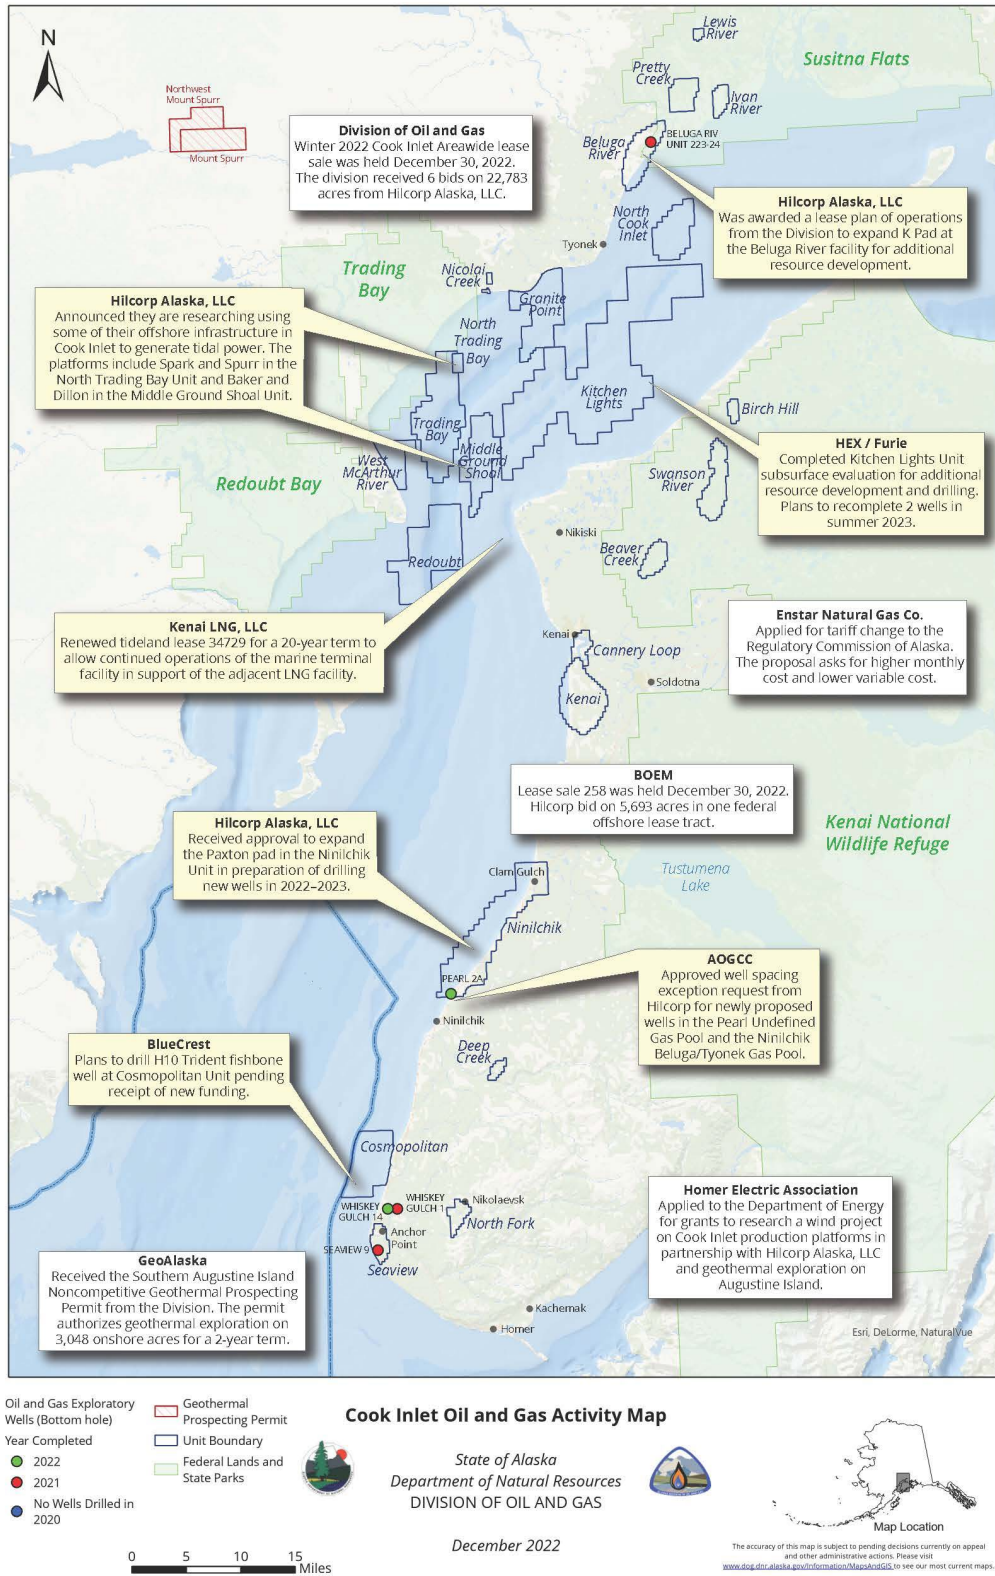 N
Lewis
River
Susitna Flats
Pretty
Creek
Ivan
River
Northwest
Mount Spurr
Mount Spurr
Division of Oil and Gas
Winter 2022 Cook Inlet Areawide lease
sale was held December 30, 2022.
The division received 6 bids on 22,783
acres from Hilcorp Alaska, LLC.
Beluga
River
BELUGA RIV
UNIT 223-24
Hilcorp Alaska, LLC
Was awarded a lease plan of operations
from the Division to expand K Pad at
the Beluga River facility for additional
resource development.
North
Cook
Inlet
Tyonek
Trading
Bay
Nicolai
Creek
Granite
Point
North
Trading
Bay
Hilcorp Alaska, LLC
Announced they are researching using
some of their offshore infrastructure in
Cook Inlet to generate tidal power. The
platforms include Spark and Spurr in the
North Trading Bay Unit and Baker and
Dillon in the Middle Ground Shoal Unit.
Kitchen
Lights
Birch Hill
Trading
Bay
Middle
Ground
Shoal
West
McArthur
River
Redoubt Bay
Swanson
River
HEX / Furie
Completed Kitchen Lights Unit
subsurface evaluation for additional
resource development and drilling.
Plans to recomplete 2 wells in
summer 2023.
Nikiski
Beaver
Creek
Redoubt
Kenai LNG, LLC
Renewed tideland lease 34729 for a 20-year term to
allow continued operations of the marine terminal
facility in support of the adjacent LNG facility.
Enstar Natural Gas Co.
Applied for tariff change to the
Regulatory Commission of Alaska.
The proposal asks for higher monthly
cost and lower variable cost.
Kenai
Cannery Loop
Soldotna
Kenai
BOEM
Lease sale 258 was held December 30, 2022.
Hilcorp bid on 5,693 acres in one federal
offshore lease tract.
Kenai National
Wildlife Refuge
Hilcorp Alaska, LLC
Received approval to expand
the Paxton pad in the Ninilchik
Unit in preparation of drilling
new wells in 2022–2023.
Clam Gulch
Tustumena
Lake
Ninilchik
PEARL 2A
AOGCC
Approved well spacing
exception request from
Hilcorp for newly proposed
wells in the Pearl Undefined
Gas Pool and the Ninilchik
Beluga/Tyonek Gas Pool.
Ninilchik
Deep
Creek
BlueCrest
Plans to drill H10 Trident fishbone
well at Cosmopolitan Unit pending
receipt of new funding.
Cosmopolitan
WHISKEY
GULCH 14
WHISKEY
GULCH 1
Nikolaevsk
North Fork
Anchor
Point
SEAVIEW 9
Seaview
Homer Electric Association
Applied to the Department of Energy
for grants to research a wind project
on Cook Inlet production platforms in
partnership with Hilcorp Alaska, LLC
and geothermal exploration on
Augustine Island.
GeoAlaska
Received the Southern Augustine Island
Noncompetitive Geothermal Prospecting
Permit from the Division. The permit
authorizes geothermal exploration on
3,048 onshore acres for a 2-year term.
Kachemak
Homer
Esri, DeLorme, NaturalVue
Oil and Gas Exploratory
Wells (Bottom hole)
Year Completed
2022
2021
No Wells Drilled in
2020
Geothermal
Prospecting Permit
Unit Boundary
Federal Lands and
State Parks
Cook Inlet Oil and Gas Activity Map
State of Alaska
Department of Natural Resources
DIVISION OF OIL AND GAS
December 2022
0 5 10 15
Miles
Map Location
The accuracy of this map is subject to pending decisions currently on appeal
and other administrative actions. Please visit
www.dog.dnr.alaska.gov/Information/MapsAndGIS to see our most current maps.